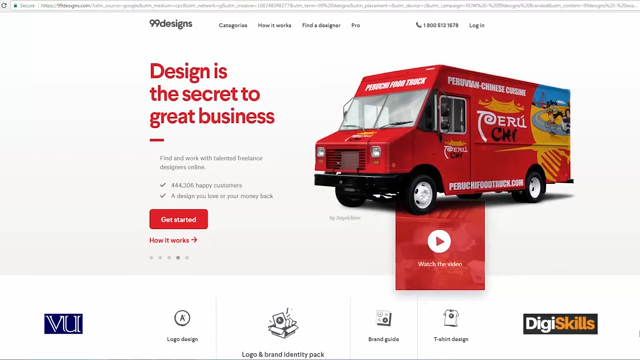 Secure
99designs
Categories How it works Find a designer Pro
1 800 513 1678 Log in
Design is
the secret to
great business
Find and work with talented freelance
designers online.
444,306 happy customers
A design you love or your money back
Get started
How it works →
PERUCHI FOOD TRUCK
PERUVIAN-CHINESE CUISINE
PERÚ
CHI
PERUCHIFOODTRUCK.COM
Watch the video
VU
Logo design
Logo & brand identity pack
Brand guide
T-shirt design
DigiSkills